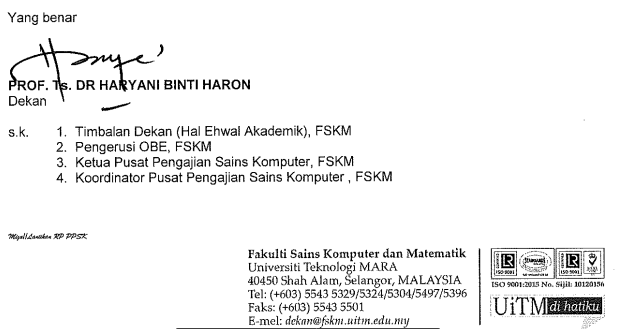 Yang benar
PROF. Ts. DR HARYANI BINTI HARON
Dekan
s.k. 1. Timbalan Dekan (Hal Ehwal Akademik), FSKM
2. Pengerusi OBE, FSKM
3. Ketua Pusat Pengajian Sains Komputer, FSKM
4. Koordinator Pusat Pengajian Sains Komputer , FSKM
KP PPSK
Fakulti Sains Komputer dan Matematik
Universiti Teknologi MARA
40450 Shah Alam, Selangor, MALAYSIA
Tel: (+603) 5543 5329/5324/5304/5497/5396
Faks: (+603) 5543 5501
E-mel: dekan@fskm.uitm.edu.my
ISO 9001:2015 No. Sijil: 10120156
UiTM di hatiku